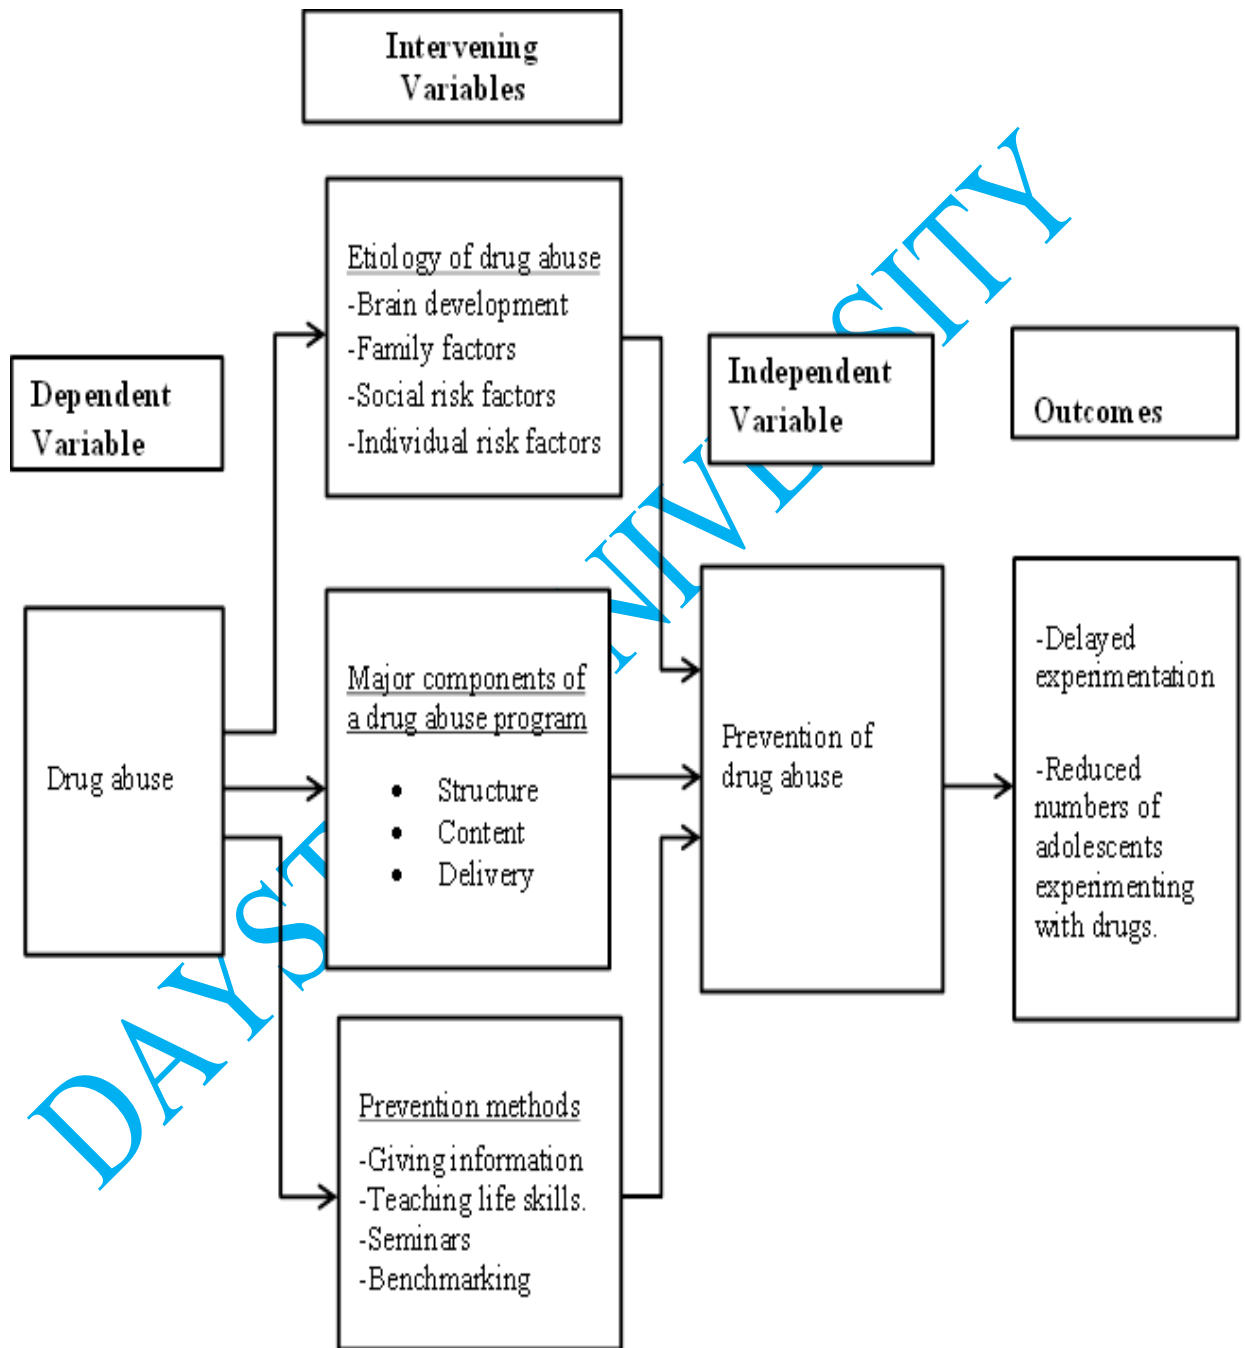 Intervening
Variables
Etiology of drug abuse
-Brain development
-Family factors
-Social risk factors
-Individual risk factors
Dependent
Variable
Independent
Variable
Outcomes
Drug abuse
Major components of
a drug abuse program
• Structure
• Content
• Delivery
Prevention of
drug abuse
-Delayed
experimentation
-Reduced
numbers of
adolescents
experimenting
with drugs.
Prevention methods
-Giving information
-Teaching life skills.
-Seminars
-Benchmarking